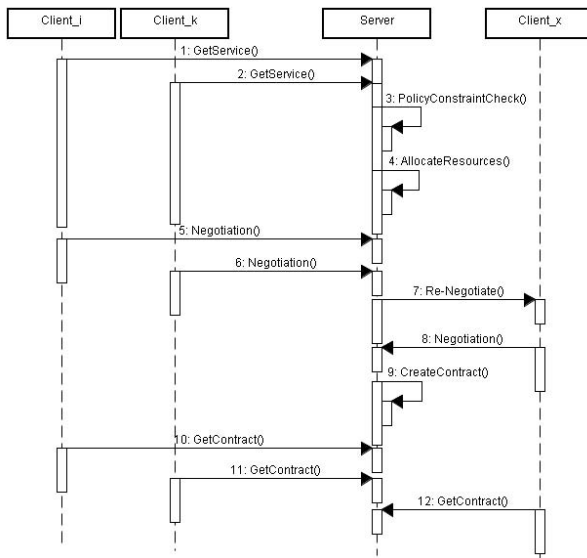 Client_i
Client_k
Server
Client_x
1: GetService()
2: GetService()
3: PolicyConstraintCheck()
4: AllocateResources()
5: Negotiation()
6: Negotiation()
7: Re-Negotiate()
8: Negotiation()
9: CreateContract()
10: GetContract()
11: GetContract()
12: GetContract()